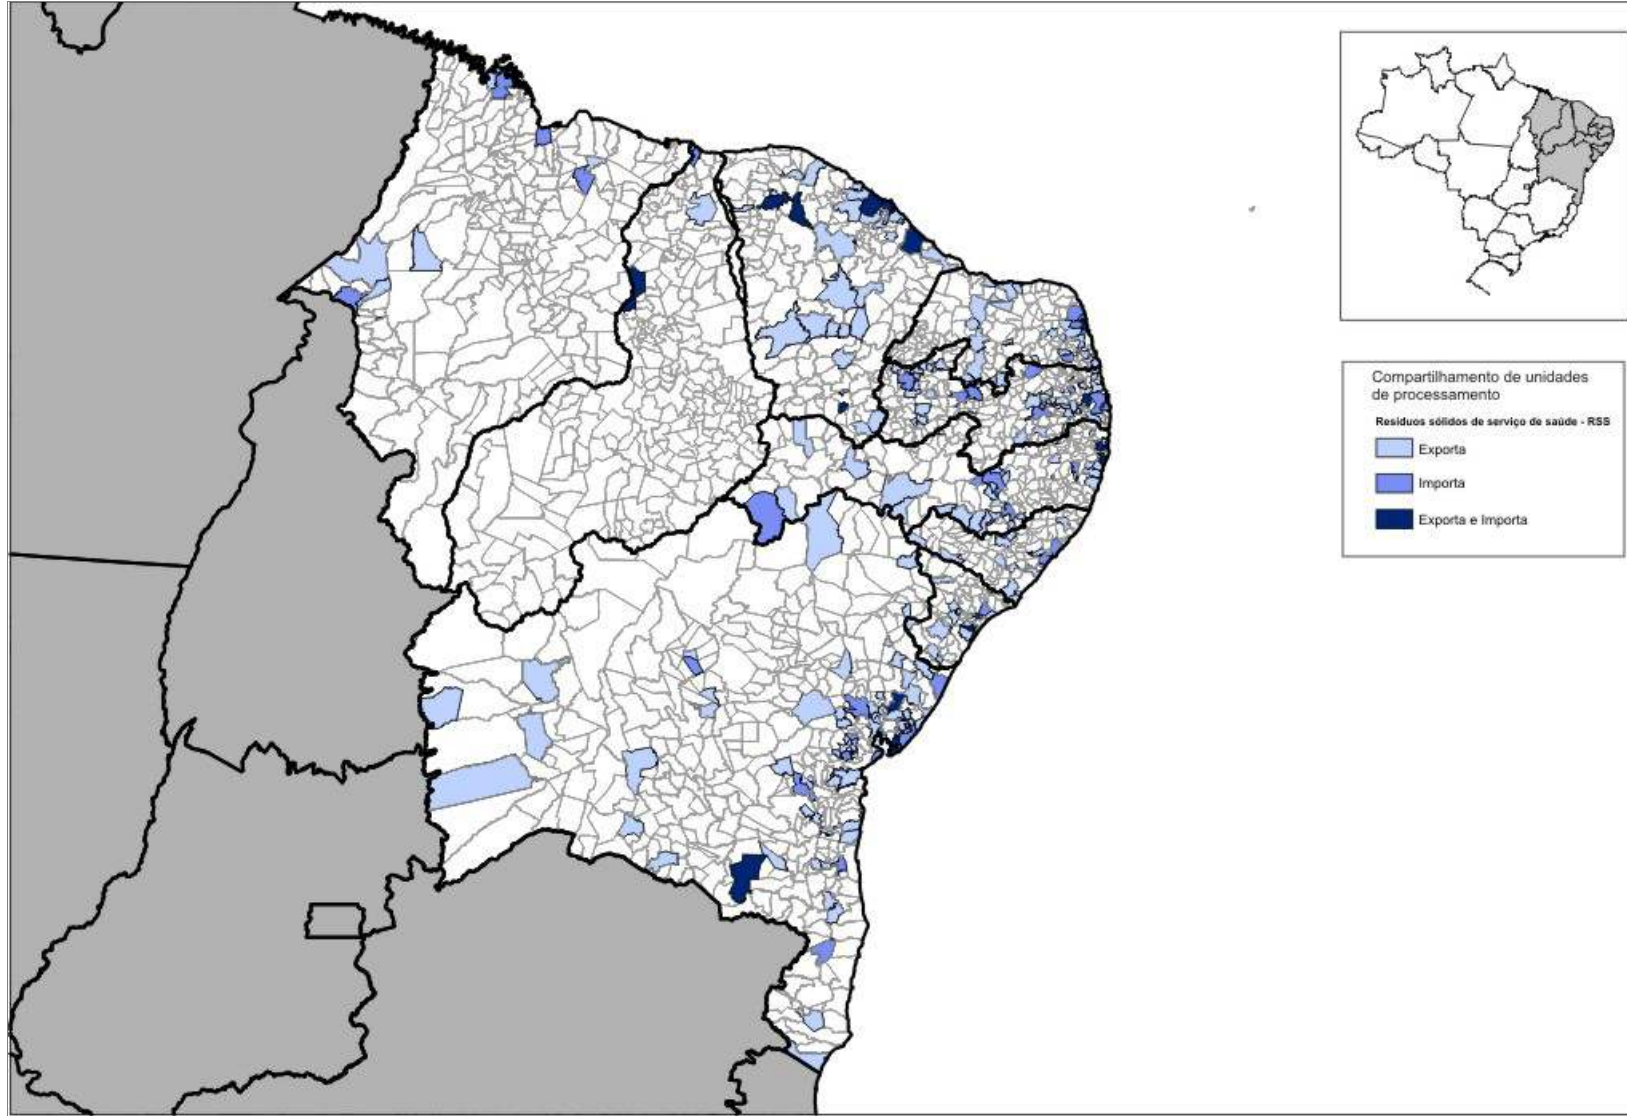 Compartilhamento de unidades
de processamento
Resíduos sólidos de serviço de saúde - RSS
Exporta
Importa
Exporta e Importa